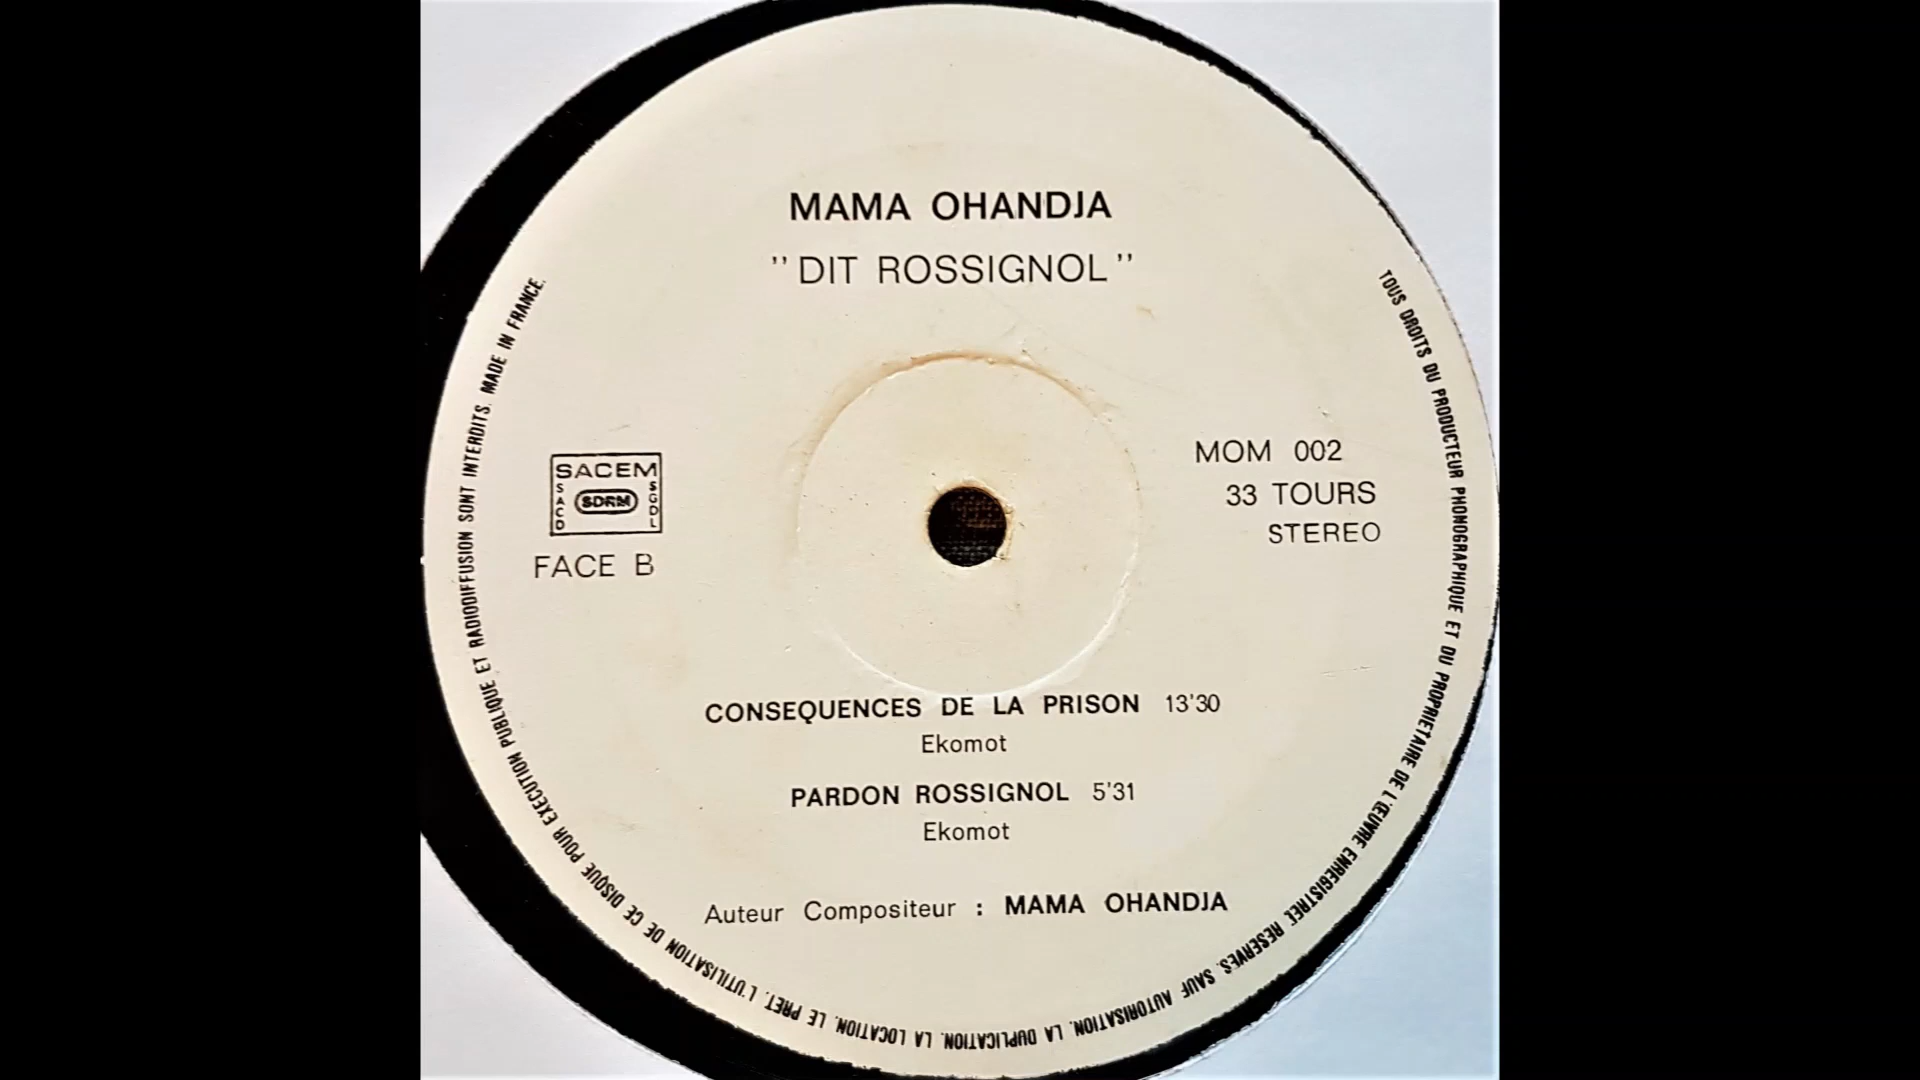 MAMA OHANDJA
"DIT ROSSIGNOL"
SACEM
SACD
SDRM
SGDL
FACE B
MOM 002
33 TOURS
STEREO
CONSEQUENCES DE LA PRISON 13'30
Ekomot
PARDON ROSSIGNOL 5'31
Ekomot
Auteur Compositeur : MAMA OHANDJA
TOUS DROITS DU PRODUCTEUR PHONOGRAPHIQUE ET DU PROPRIETAIRE DE L'ŒUVRE ENREGISTREE RESERVES. SAUF AUTORISATION, LA DUPLICATION, LA LOCATION, LE PRET, L'UTILISATION DE CE DISQUE POUR EXECUTION PUBLIQUE ET RADIODIFFUSION SONT INTERDITS. MADE IN FRANCE.